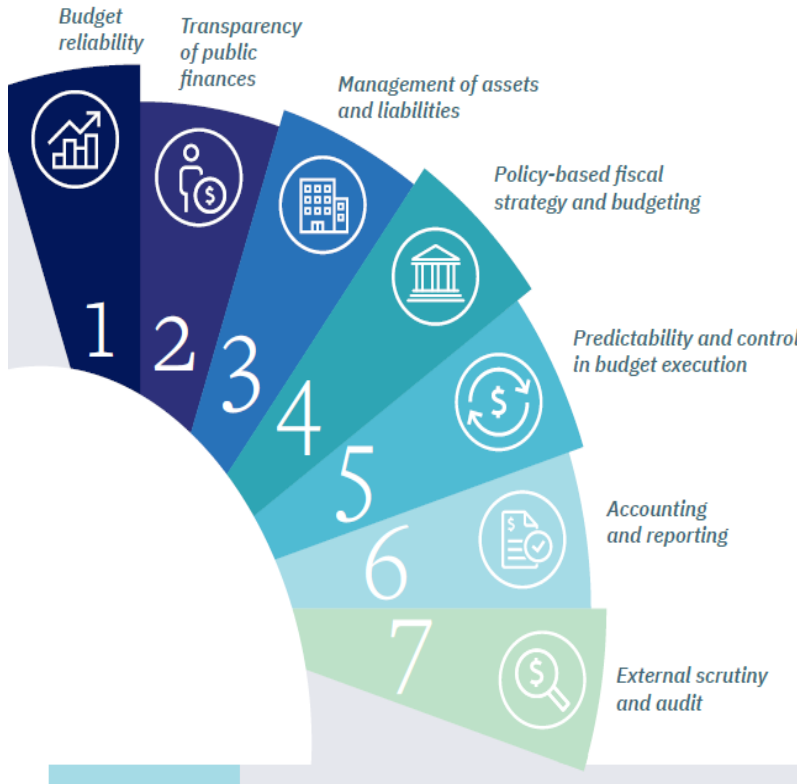 Budget
reliability
Transparency
of public
finances
Management of assets
and liabilities
Policy-based fiscal
strategy and budgeting
Predictability and control
in budget execution
Accounting
and reporting
External scrutiny
and audit
1
2
3
4
5
6
7
$
$
$
$